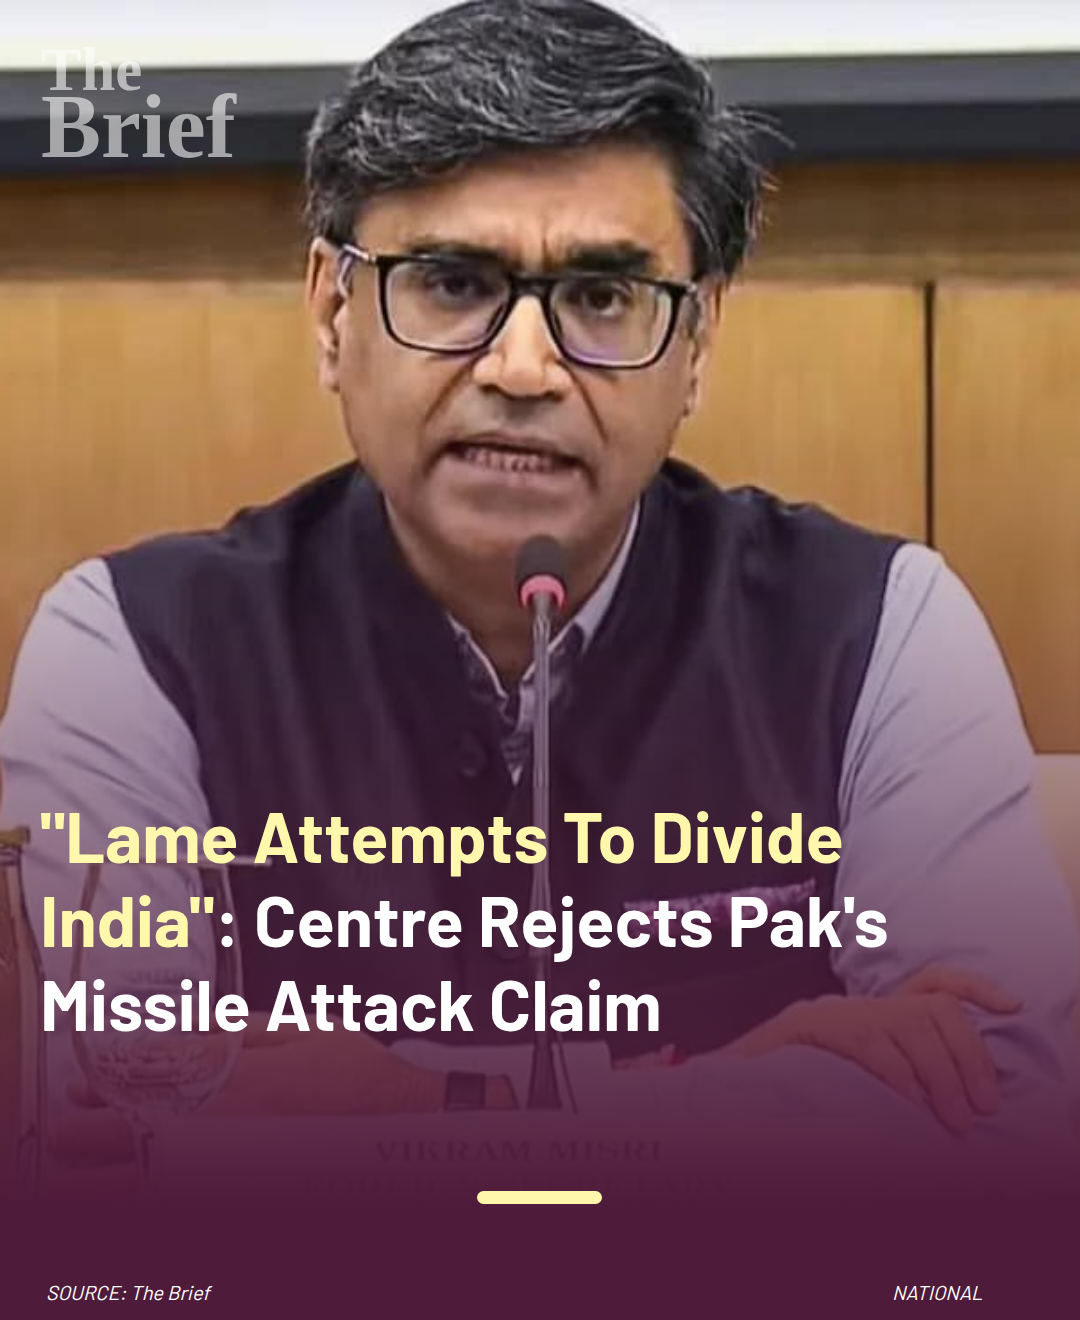 The
Brief
"Lame Attempts To Divide
India": Centre Rejects Pak's
Missile Attack Claim
VIKRAM MISRI
SOURCE: The Brief
NATIONAL